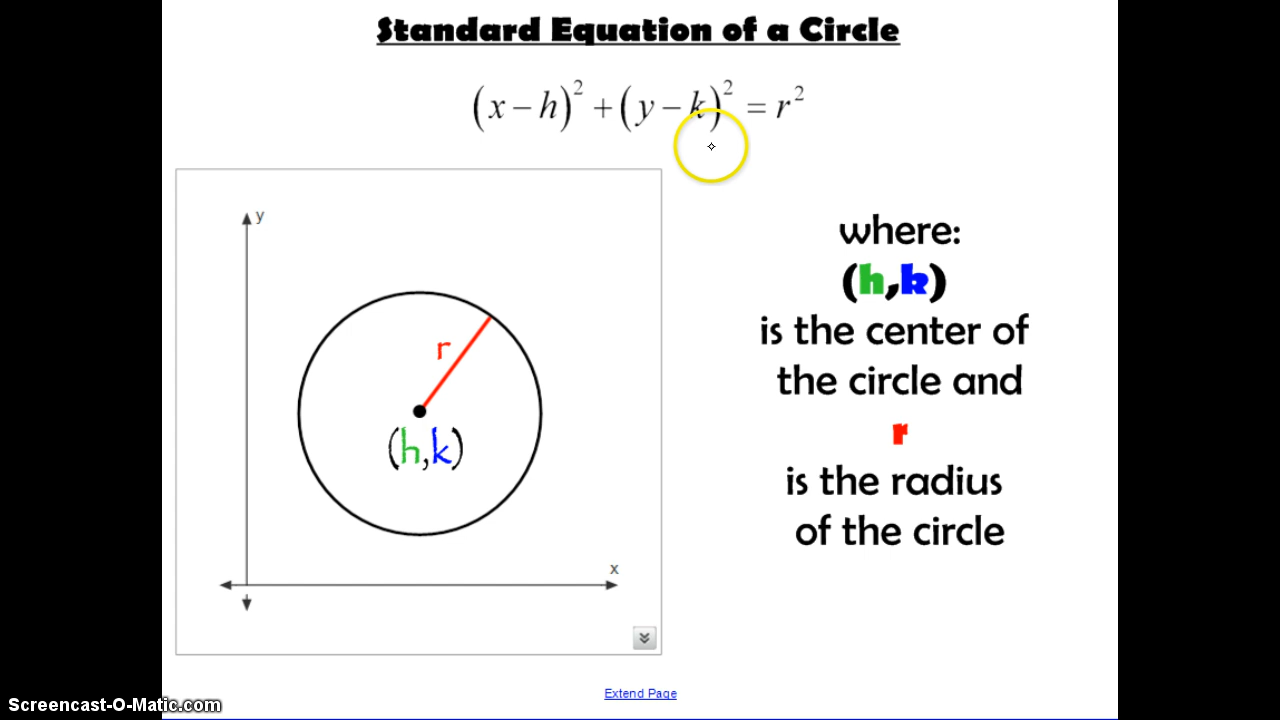 Standard Equation of a Circle
(x − h)² + (y − k)² = r²
y
r
(h,k)
x
where:
(h,k)
is the center of
the circle and
r
is the radius
of the circle
Extend Page
Screencast-O-Matic.com